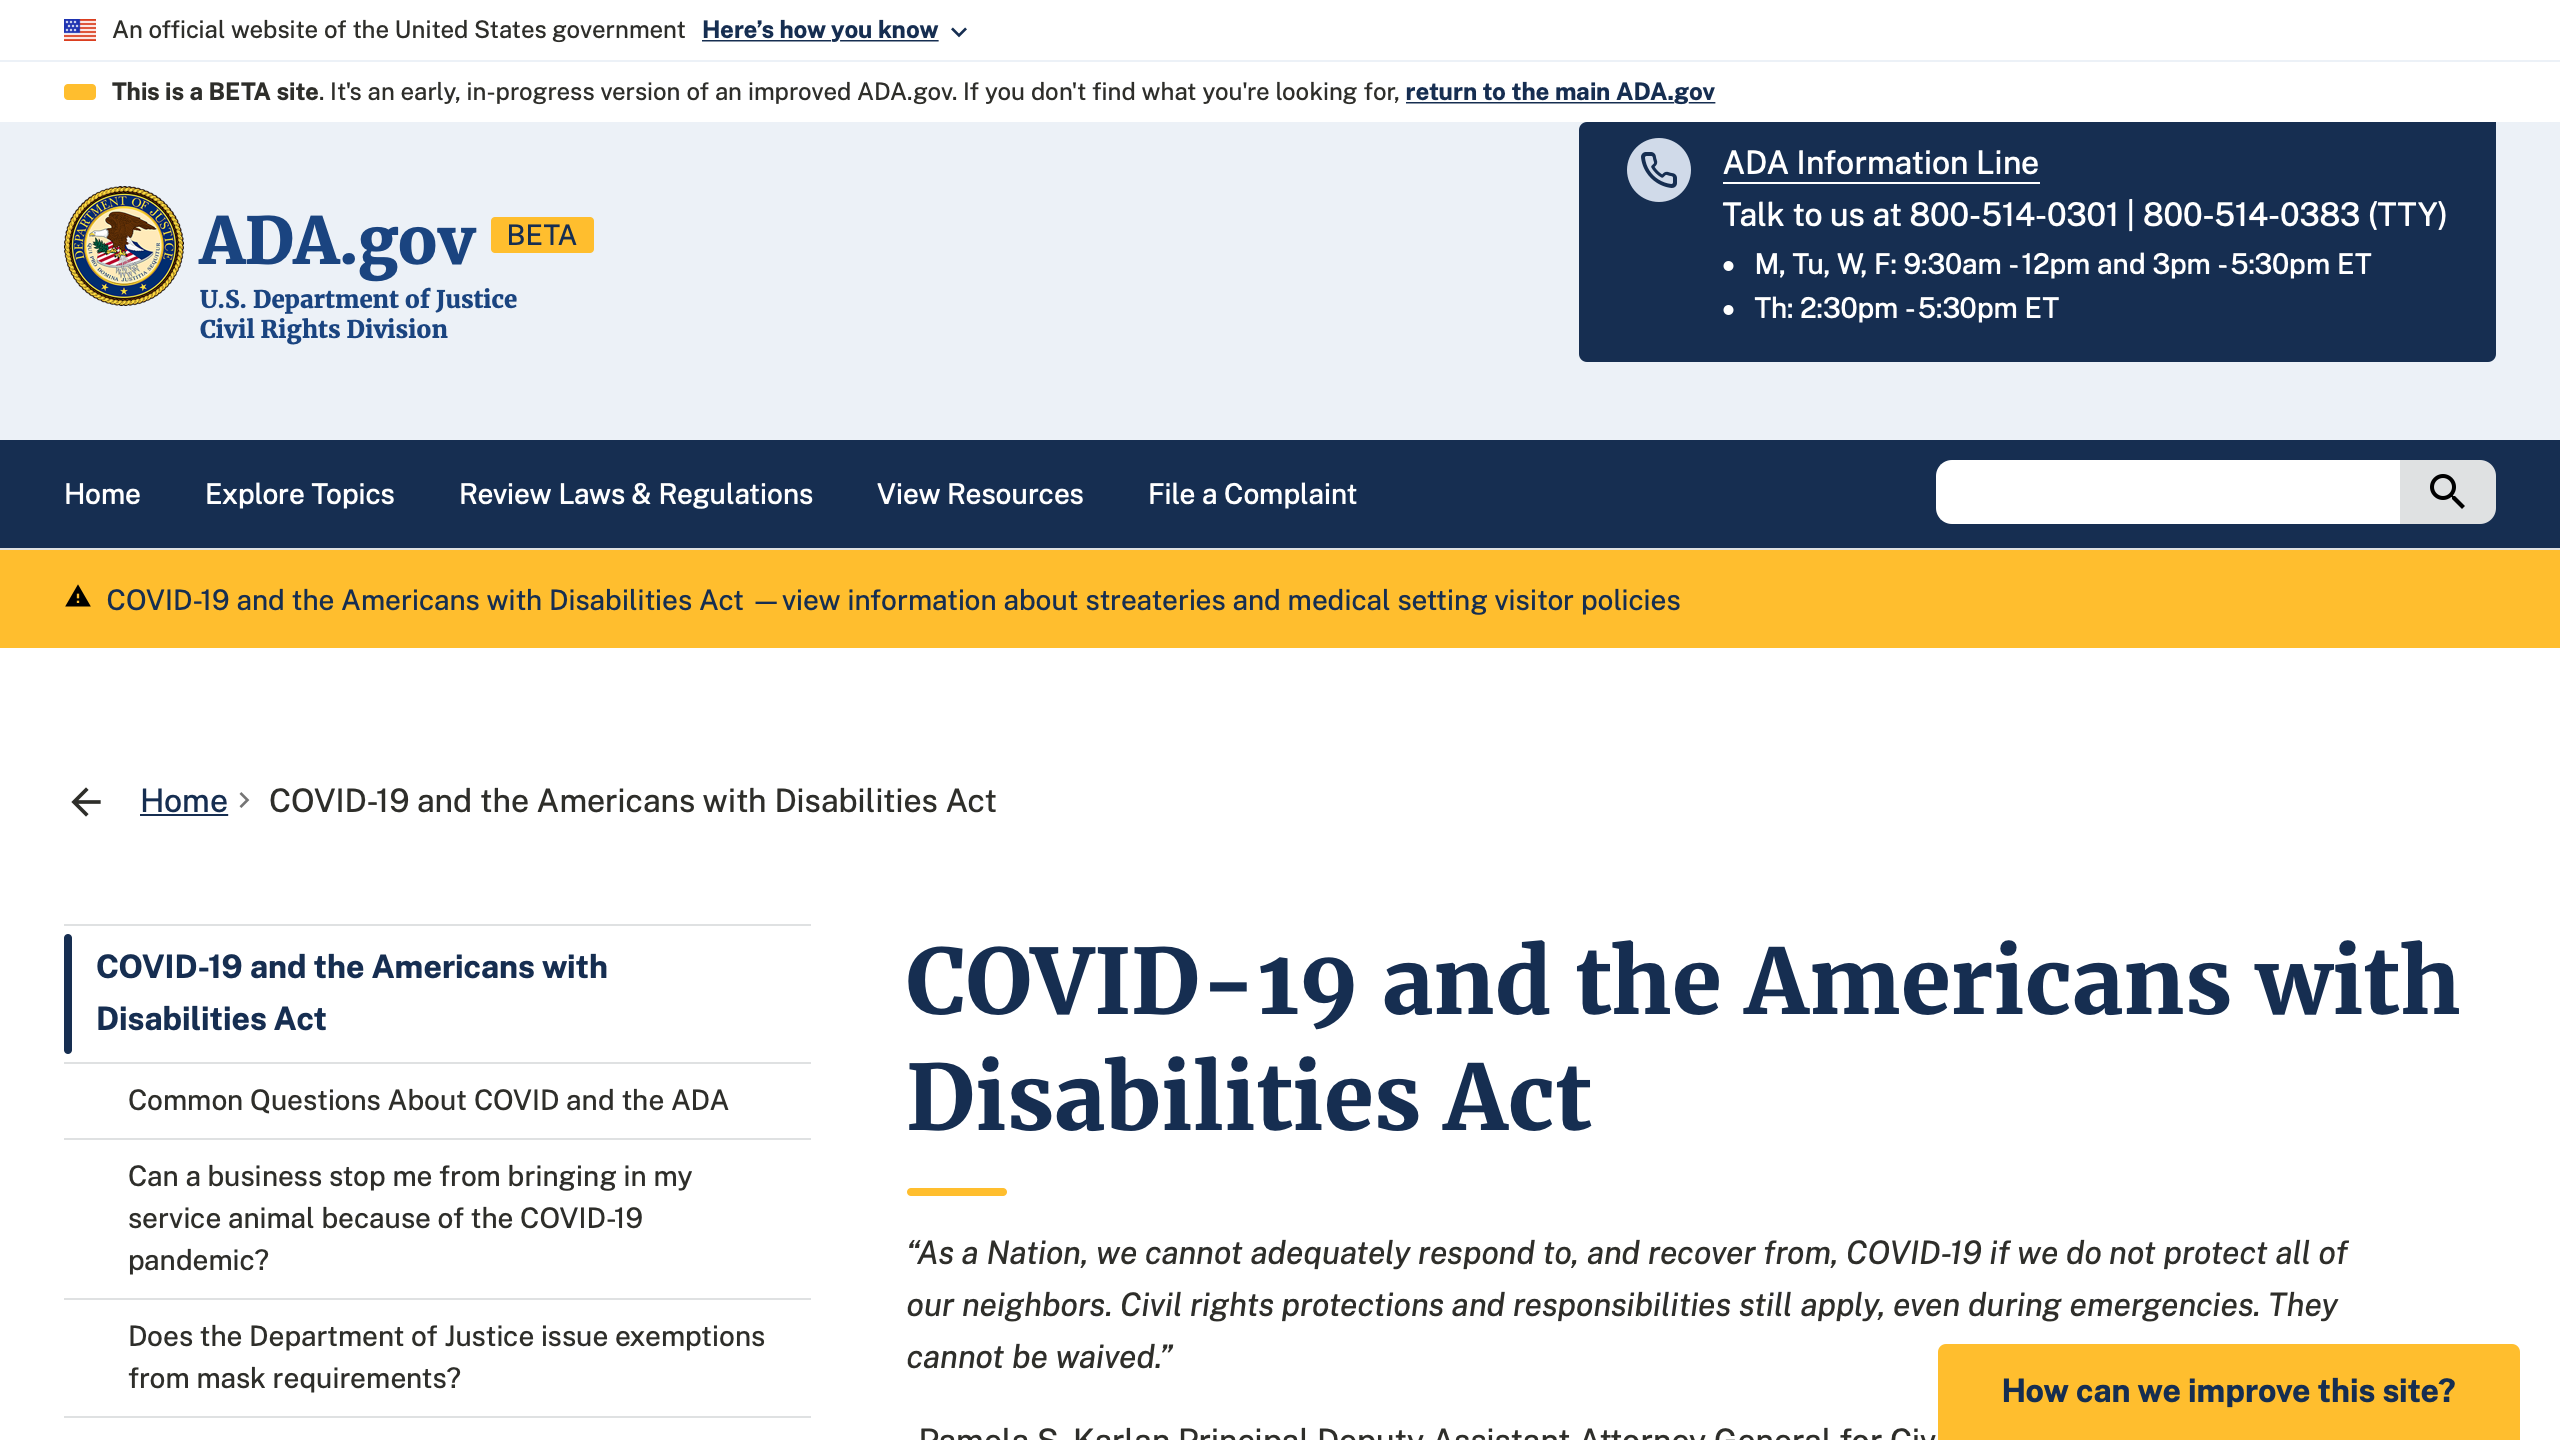 An official website of the United States government Here’s how you know
This is a BETA site. It's an early, in-progress version of an improved ADA.gov. If you don't find what you're looking for, return to the main ADA.gov
ADA.gov BETA
U.S. Department of Justice
Civil Rights Division
ADA Information Line
Talk to us at 800-514-0301 | 800-514-0383 (TTY)
• M, Tu, W, F: 9:30am - 12pm and 3pm - 5:30pm ET
• Th: 2:30pm - 5:30pm ET
Home Explore Topics Review Laws & Regulations View Resources File a Complaint
COVID-19 and the Americans with Disabilities Act — view information about streateries and medical setting visitor policies
Home > COVID-19 and the Americans with Disabilities Act
COVID-19 and the Americans with
Disabilities Act
Common Questions About COVID and the ADA
Can a business stop me from bringing in my
service animal because of the COVID-19
pandemic?
Does the Department of Justice issue exemptions
from mask requirements?
COVID-19 and the Americans with
Disabilities Act
“As a Nation, we cannot adequately respond to, and recover from, COVID-19 if we do not protect all of
our neighbors. Civil rights protections and responsibilities still apply, even during emergencies. They
cannot be waived.”
Pamela S. Karlan Principal Deputy Assistant Attorney General for
How can we improve this site?